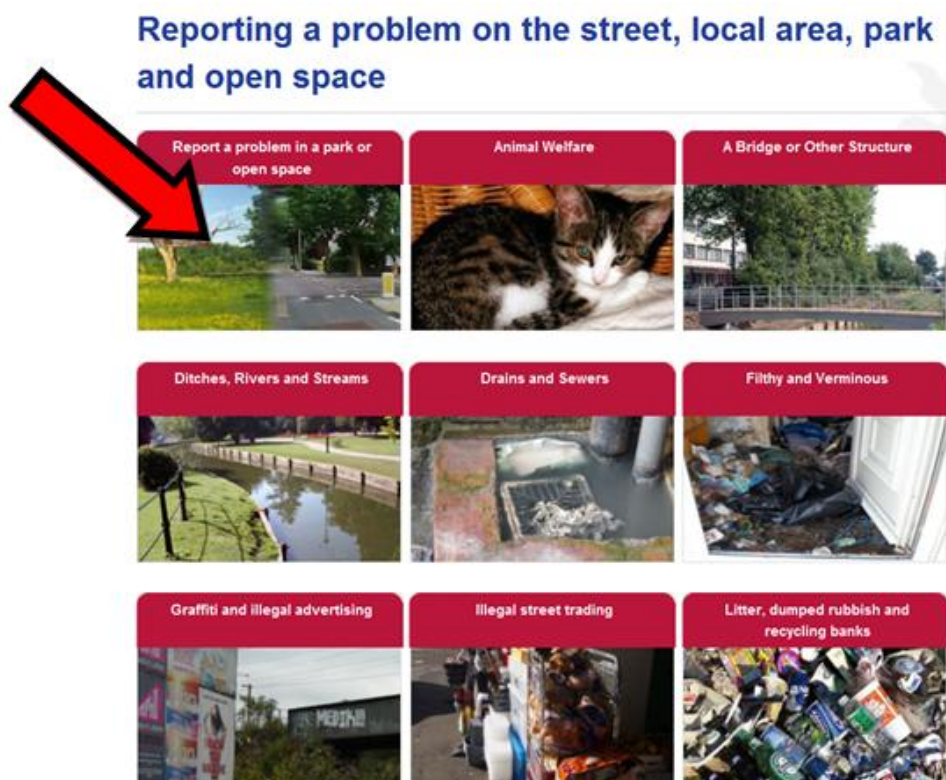 Reporting a problem on the street, local area, park
and open space
Report a problem in a park or
open space
Animal Welfare
A Bridge or Other Structure
Ditches, Rivers and Streams
Drains and Sewers
Filthy and Verminous
Graffiti and illegal advertising
Illegal street trading
Litter, dumped rubbish and
recycling banks